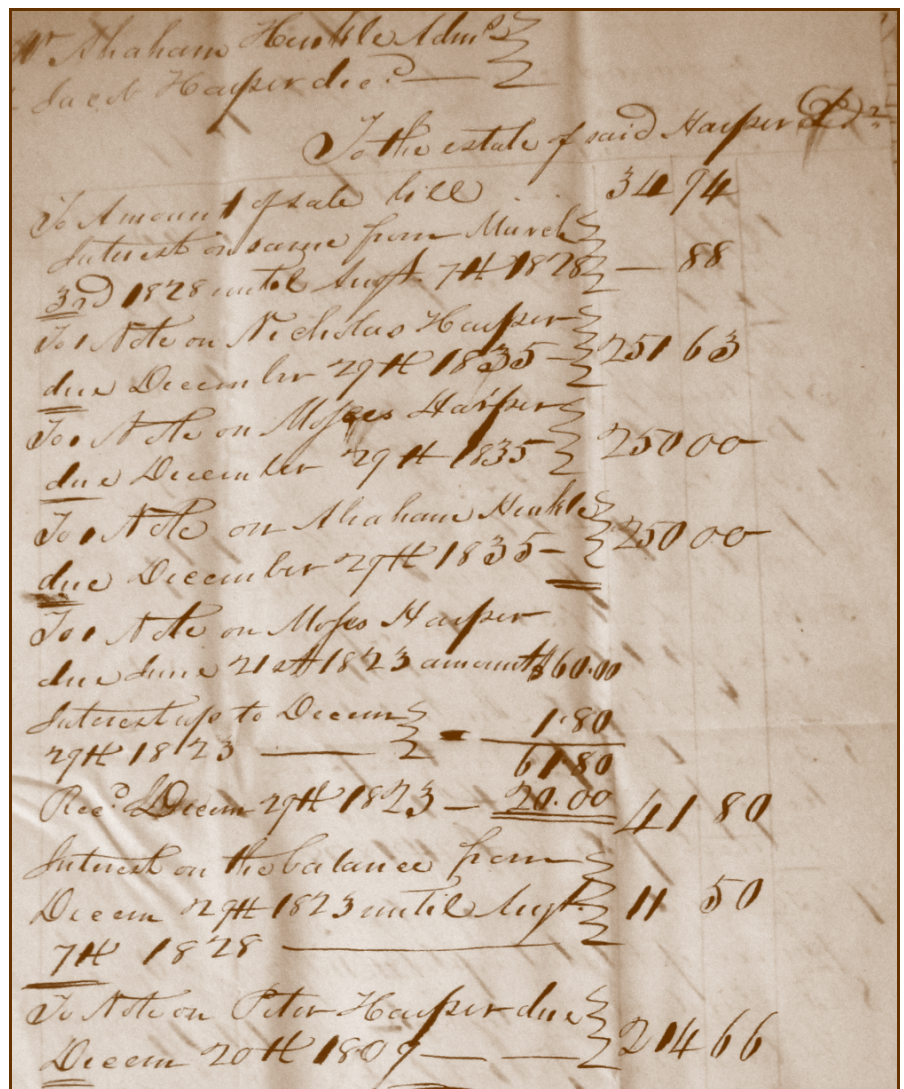 Mr Abraham Henkle Admr
Jacob Harper decd —
To the estate of said Harper Dr
To Amount of sale bill . . . 34 94
Interest on same from March
3rd 1828 until Augt. 7th 1828 — 88
To 1 Note on Nicholas Harper
due December 29th 1835 — 251 63
To 1 Note on Moses Harper
due December 29th 1835 250 00
To 1 Note on Abraham Henkle
due December 29th 1835 — 250 00
To 1 Note on Moses Harper
due June 21st 1823 amount $60.00
Interest up to Decem
29th 1823 — 1.80
61.80
Recd Decem 29th 1823 — 20.00 41 80
Interest on the balance from
Decem 29th 1823 until Augt. 11 50
7th 1828 —
To Note on Peter Harper due
Decem 20th 1809 — — 214 66